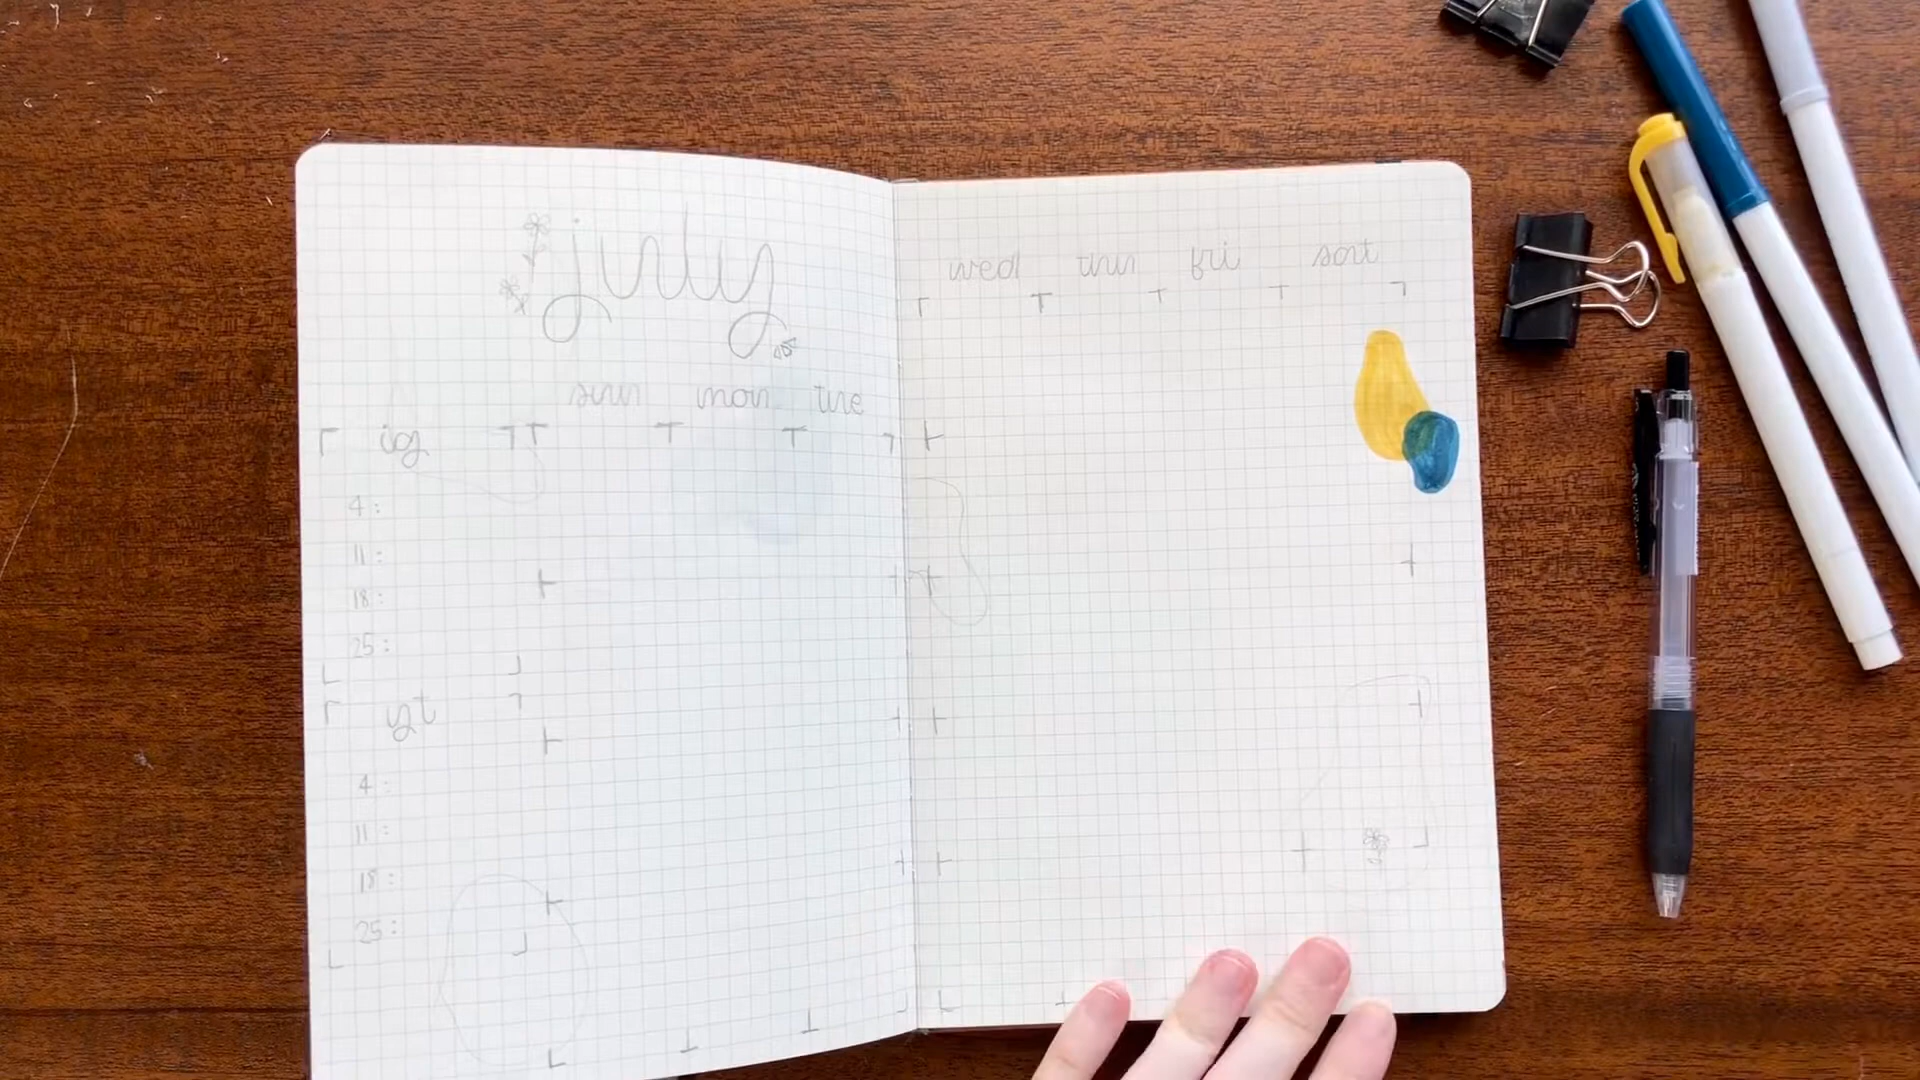 july
sun mon tue
ig
4:
11:
18:
25:
yt
4:
11:
18:
25:
wed thu fri sat